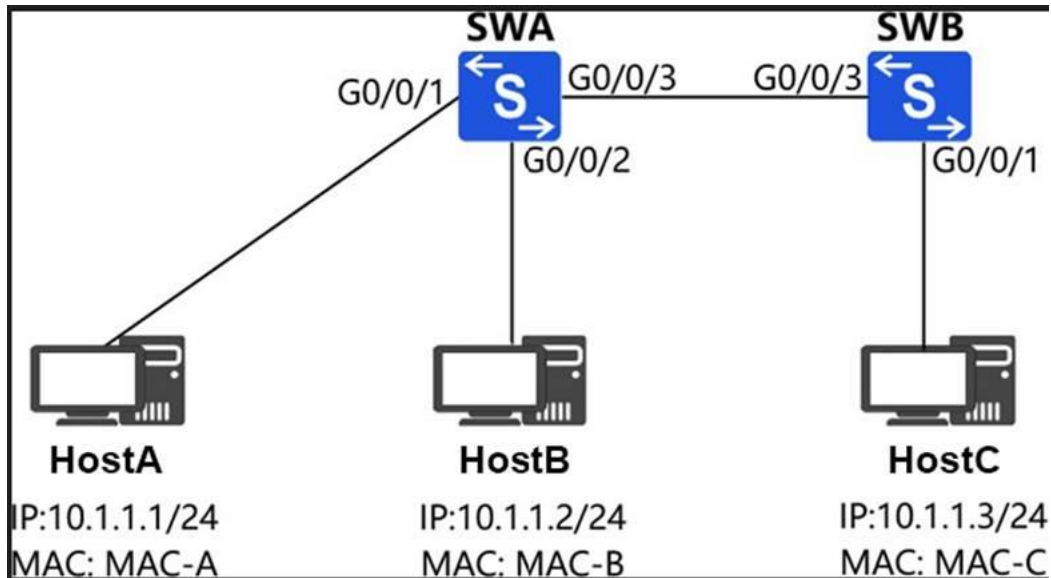 SWA
SWB
G0/0/1
S
G0/0/3
G0/0/3
S
G0/0/2
G0/0/1
HostA
HostB
HostC
IP:10.1.1.1/24
IP:10.1.1.2/24
IP:10.1.1.3/24
MAC: MAC-A
MAC: MAC-B
MAC: MAC-C